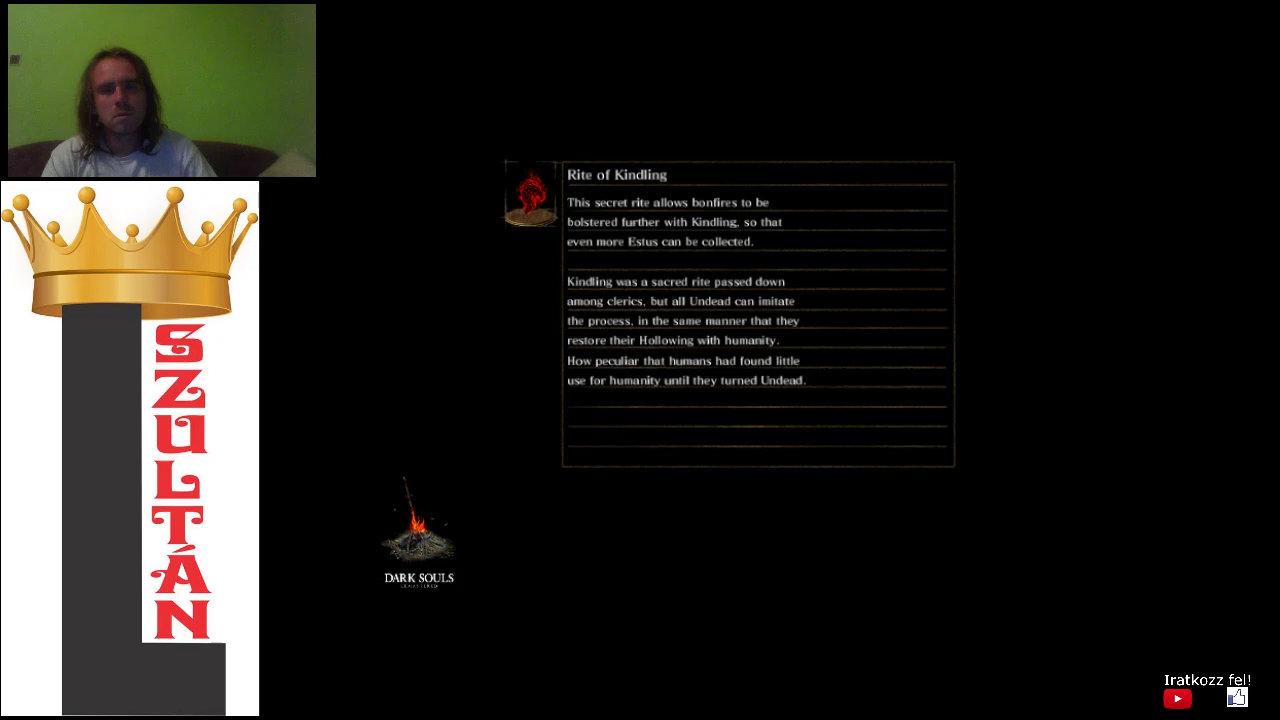 Rite of Kindling
This secret rite allows bonfires to be
bolstered further with Kindling, so that
even more Estus can be collected.
Kindling was a sacred rite passed down
among clerics, but all Undead can imitate
the process, in the same manner that they
restore their Hollowing with humanity.
How peculiar that humans had found little
use for humanity until they turned Undead.
L
SZULTÁN
DARK SOULS
REMASTERED
Iratkozz fel!